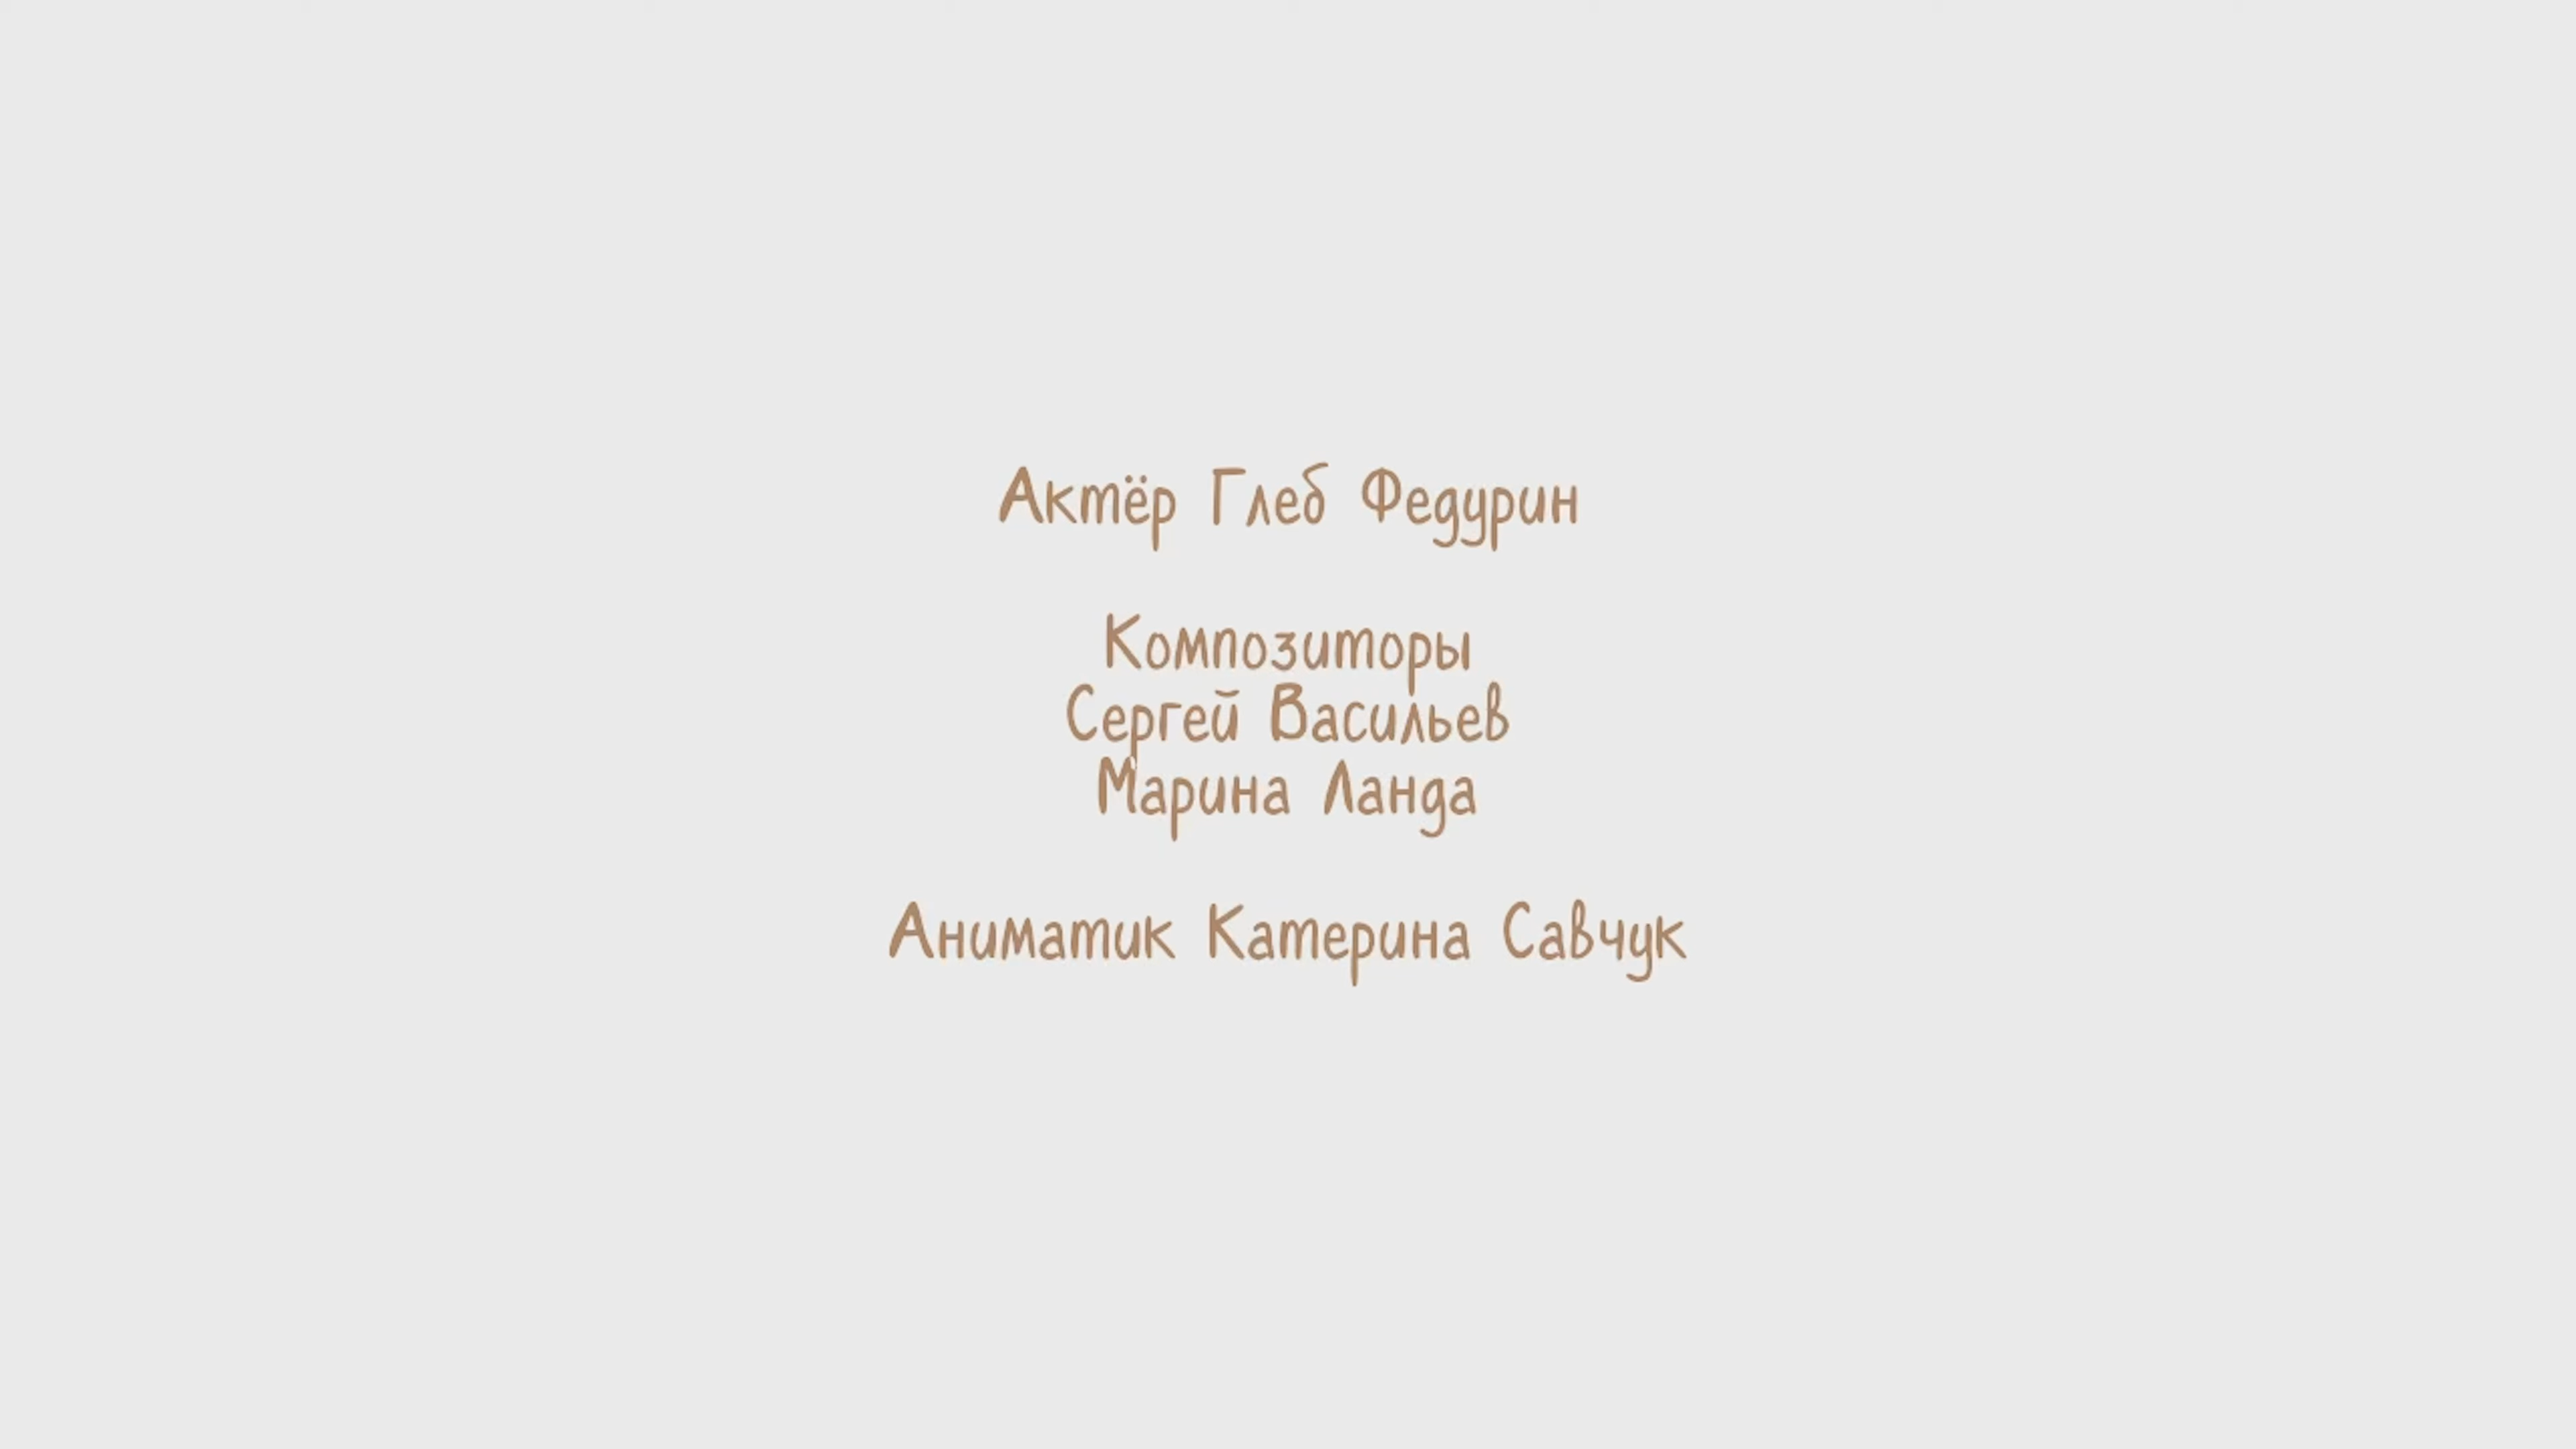 Актёр Глеб Федурин
Композиторы
Сергей Васильев
Марина Ланда
Аниматик Катерина Савчук